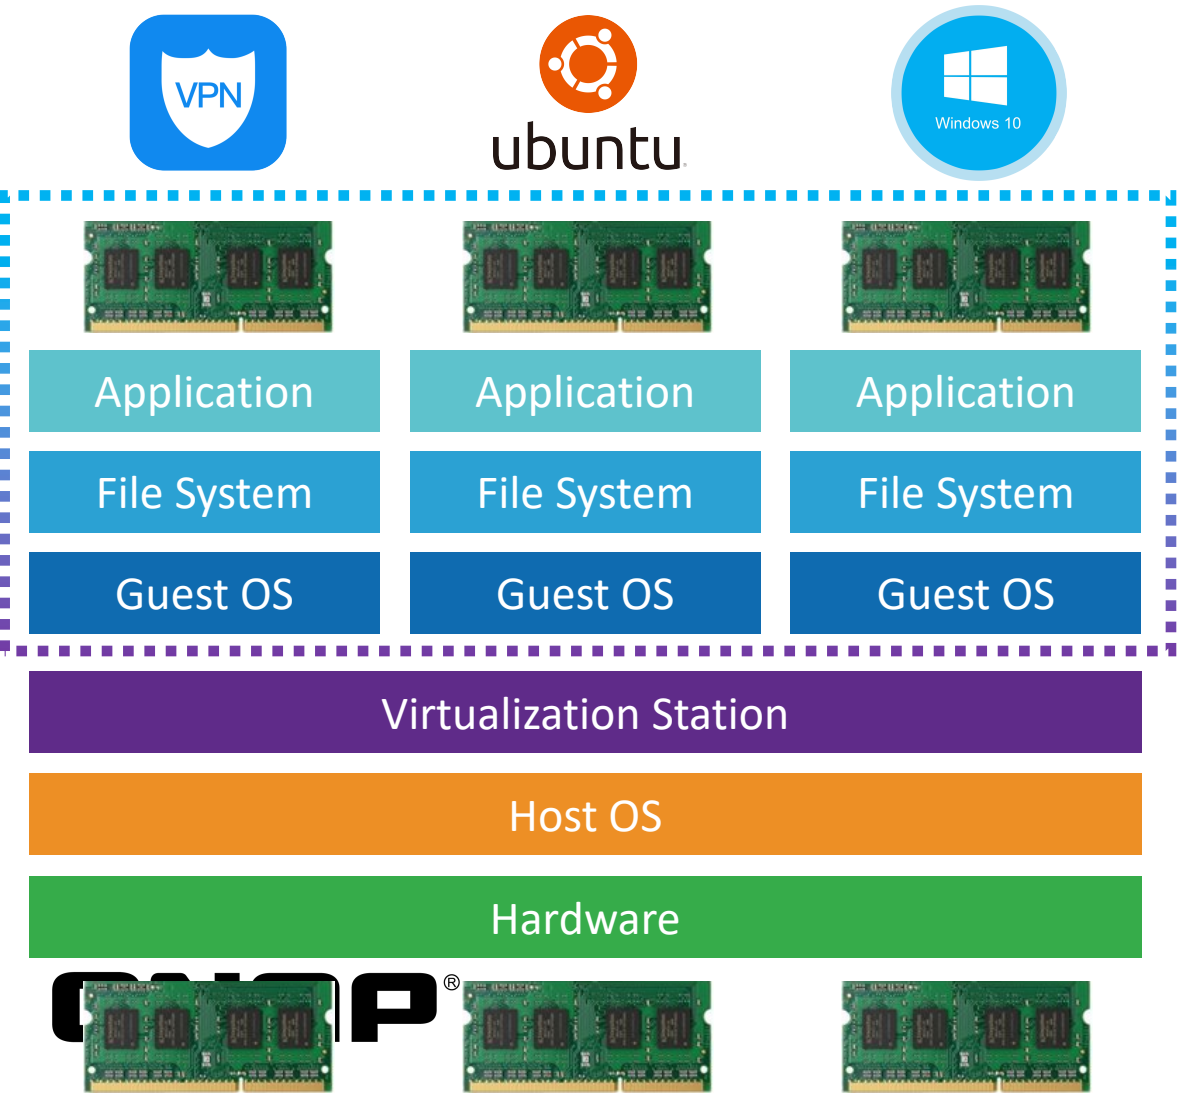 VPN
ubuntu
Windows 10
Application
Application
Application
File System
File System
File System
Guest OS
Guest OS
Guest OS
Virtualization Station
Host OS
Hardware
®